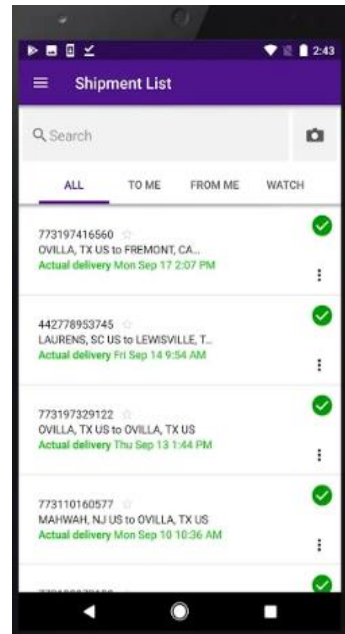 2:43
Shipment List
Search
ALL TO ME FROM ME WATCH
773197416560
OVILLA, TX US to FREMONT, CA...
Actual delivery Mon Sep 17 2:07 PM
442778953745
LAURENS, SC US to LEWISVILLE, T...
Actual delivery Fri Sep 14 9:54 AM
773197329122
OVILLA, TX US to OVILLA, TX US
Actual delivery Thu Sep 13 1:44 PM
773110160577
MAHWAH, NJ US to OVILLA, TX US
Actual delivery Mon Sep 10 10:36 AM